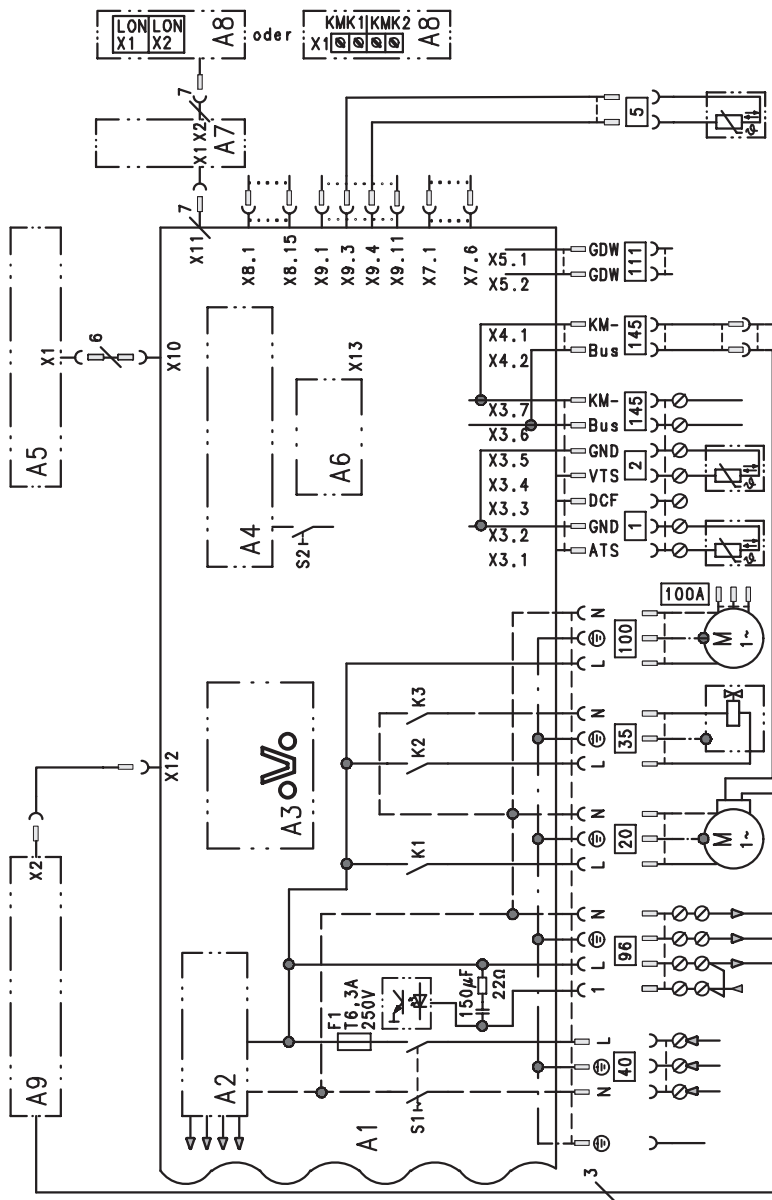 LON LON
X1 X2
A8
oder
KMK1 KMK2
X1
A8
7
X1 X2
A7
7
X11
5
ϑ
A5
X1
6
X10
X8.1
X8.15
X9.1
X9.3
X9.4
X9.11
X7.1
X7.6
X5.1
X5.2
GDW
GDW
111
A4
S2
A6
X13
X4.1
X4.2
KM-
Bus
145
X3.7
X3.6
X3.5
X3.4
X3.3
X3.2
X3.1
KM-
Bus
GND
VTS
DCF
GND
ATS
145
2
1
ϑ
ϑ
100A
N
L
100
M
1~
A3
X12
K3
K2
K1
N
L
35
N
L
20
M
1~
A9
X2
A2
F1
T6,3A
250V
150µF
22Ω
N
L
1
96
S1
A1
L
N
40
3